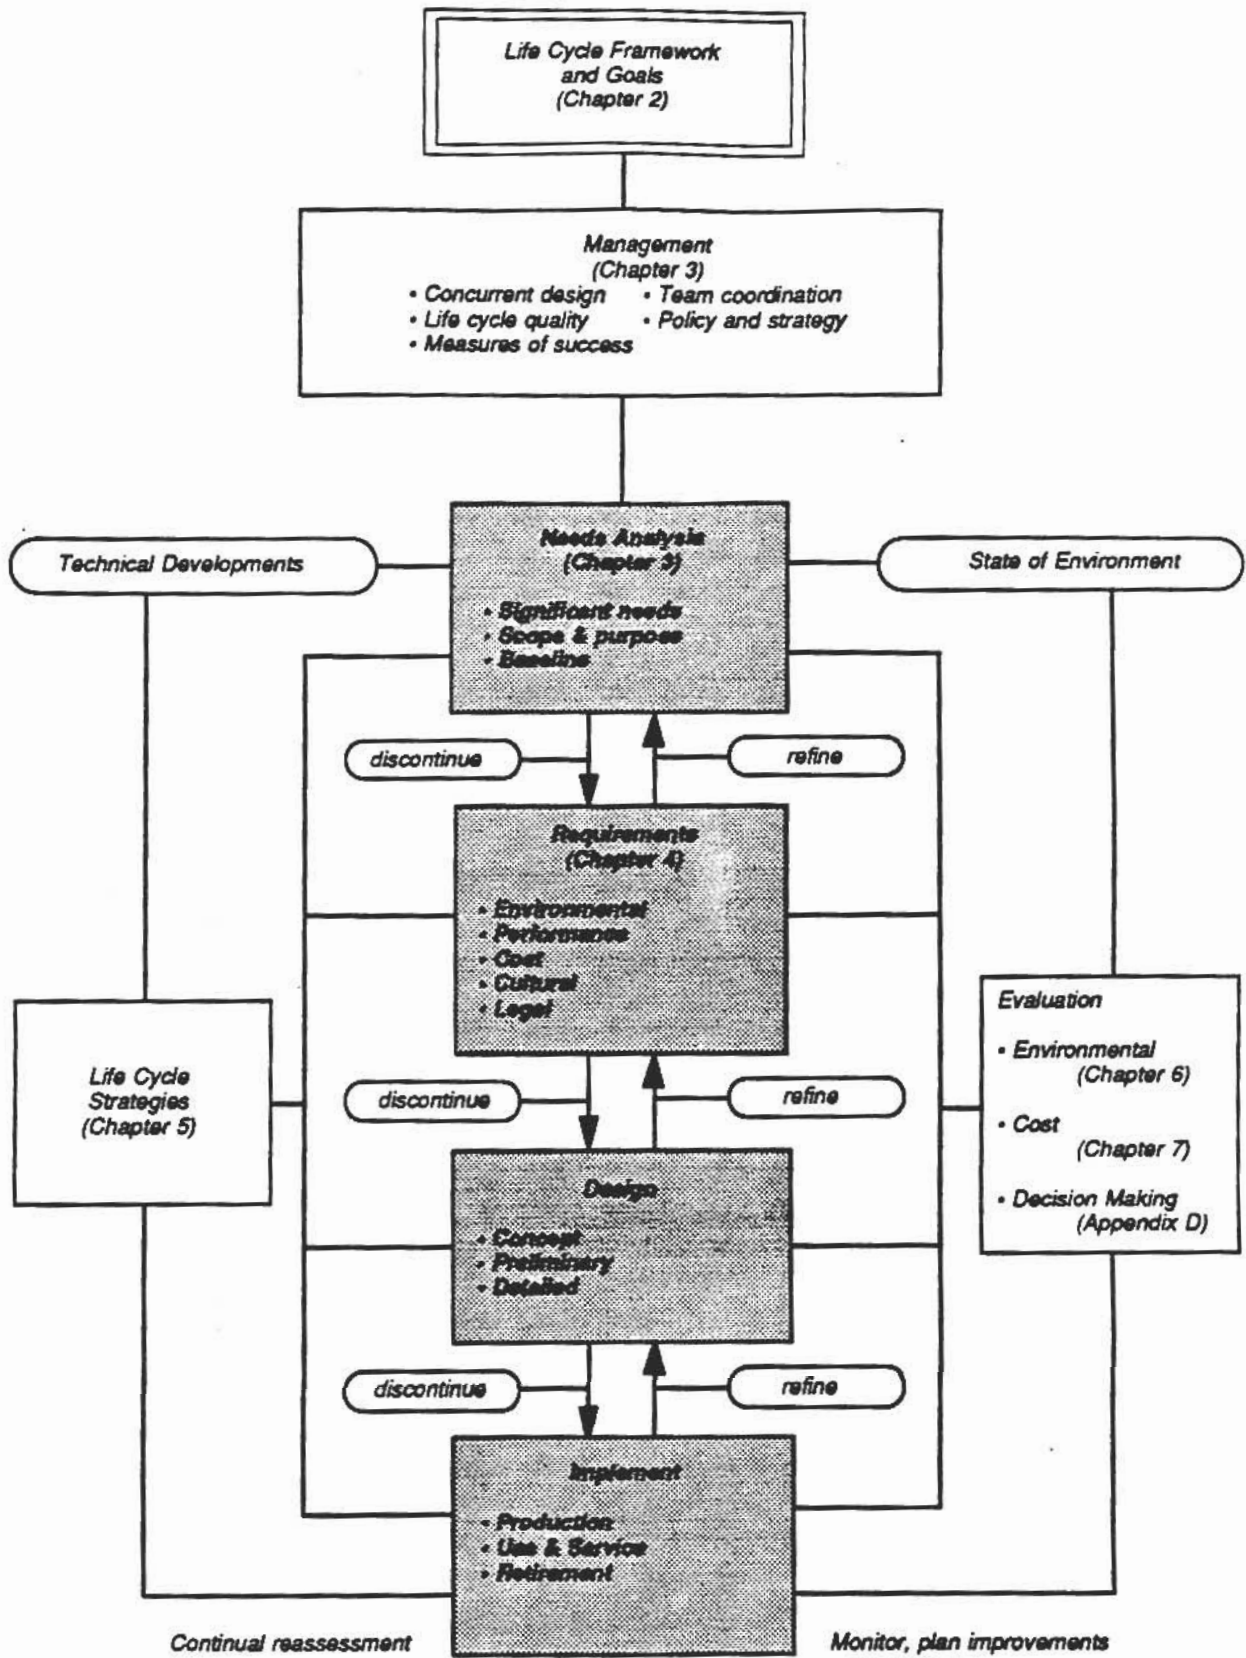 Life Cycle Framework
and Goals
(Chapter 2)
Management
(Chapter 3)
• Concurrent design • Team coordination
• Life cycle quality • Policy and strategy
• Measures of success
Needs Analysis
(Chapter 3)
• Significant needs
• Scope & purpose
• Baseline
Technical Developments
State of Environment
discontinue
refine
Requirements
(Chapter 4)
• Environmental
• Performance
• Cost
• Cultural
• Legal
Life Cycle
Strategies
(Chapter 5)
Evaluation
• Environmental
(Chapter 6)
• Cost
(Chapter 7)
• Decision Making
(Appendix D)
discontinue
refine
Design
• Concept
• Preliminary
• Detailed
discontinue
refine
Implement
• Production
• Use & Service
• Retirement
Continual reassessment
Monitor, plan improvements